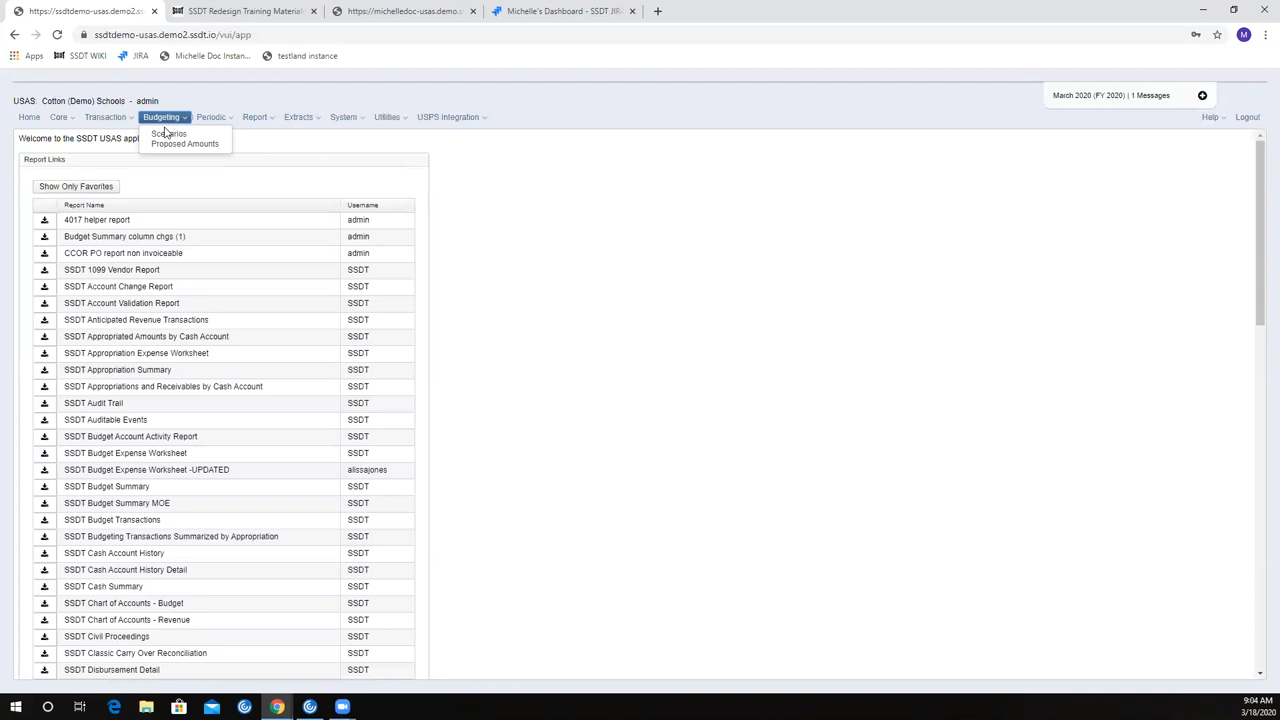 https://ssdtdemo-usas.demo2.s
SSDT Redesign Training Material
https://michelledoc-usas.demo.s
Michelle's Dashboard - SSDT JIRA
ssdtdemo-usas.demo2.ssdt.io/vui/app
M
Apps
SSDT WIKI
JIRA
Michelle Doc Instan...
testland instance
USAS: Cotton (Demo) Schools - admin
March 2020 (FY 2020) | 1 Messages
Home
Core
Transaction
Budgeting
Periodic
Report
Extracts
System
Utilities
USPS Integration
Help
Logout
Scenarios
Proposed Amounts
Welcome to the SSDT USAS appl
Report Links
Show Only Favorites
Report Name Username
4017 helper report admin
Budget Summary column chgs (1) admin
CCOR PO report non invoiceable admin
SSDT 1099 Vendor Report SSDT
SSDT Account Change Report SSDT
SSDT Account Validation Report SSDT
SSDT Anticipated Revenue Transactions SSDT
SSDT Appropriated Amounts by Cash Account SSDT
SSDT Appropriation Expense Worksheet SSDT
SSDT Appropriation Summary SSDT
SSDT Appropriations and Receivables by Cash Account SSDT
SSDT Audit Trail SSDT
SSDT Auditable Events SSDT
SSDT Budget Account Activity Report SSDT
SSDT Budget Expense Worksheet SSDT
SSDT Budget Expense Worksheet -UPDATED alissajones
SSDT Budget Summary SSDT
SSDT Budget Summary MOE SSDT
SSDT Budget Transactions SSDT
SSDT Budgeting Transactions Summarized by Appropriation SSDT
SSDT Cash Account History SSDT
SSDT Cash Account History Detail SSDT
SSDT Cash Summary SSDT
SSDT Chart of Accounts - Budget SSDT
SSDT Chart of Accounts - Revenue SSDT
SSDT Civil Proceedings SSDT
SSDT Classic Carry Over Reconciliation SSDT
SSDT Disbursement Detail SSDT
9:04 AM
3/18/2020